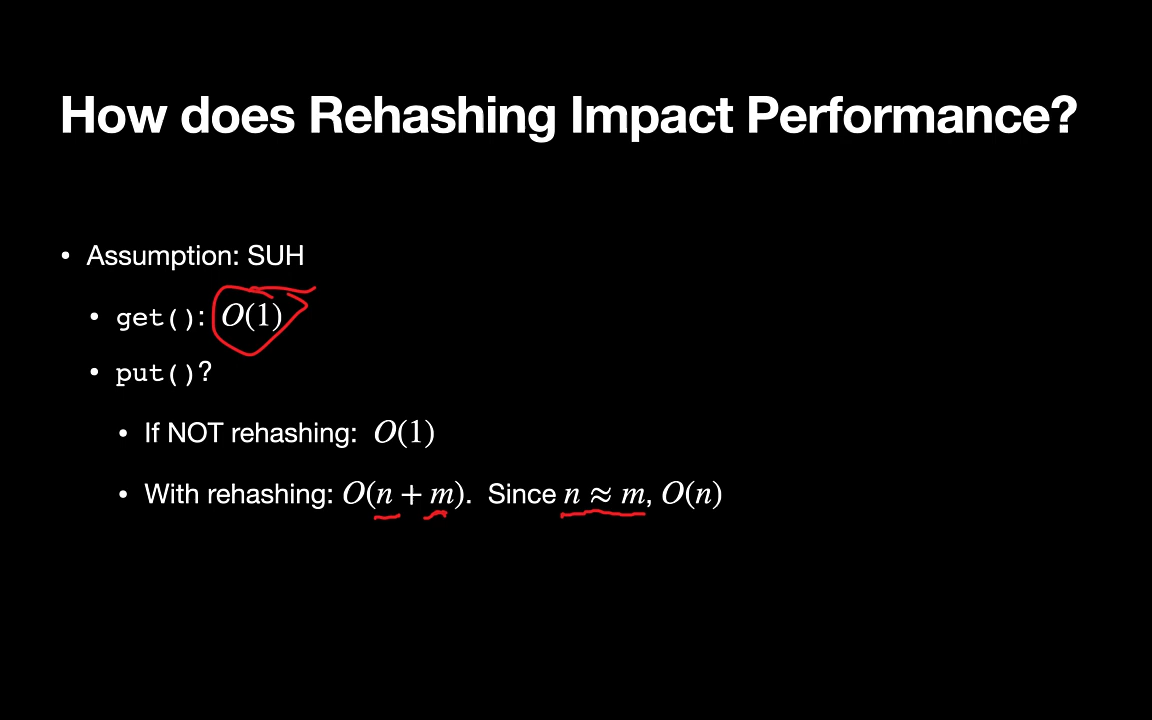 How does Rehashing Impact Performance?
• Assumption: SUH
• get(): O(1)
• put()?
• If NOT rehashing: O(1)
• With rehashing: O(n + m). Since n ≈ m, O(n)